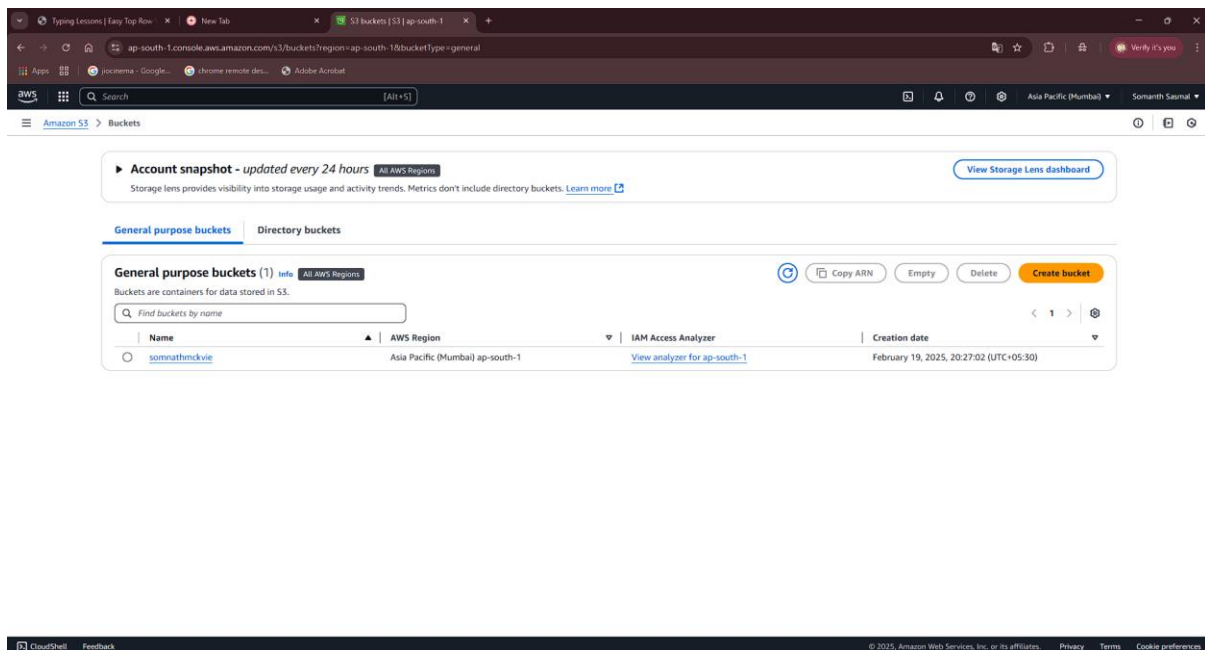 Typing Lessons | Easy Top Row
New Tab
S3 buckets | S3 | ap-south-1
ap-south-1.console.aws.amazon.com/s3/buckets?region=ap-south-1&bucketType=general
Verify it's you
Apps
jiocinema - Google...
chrome remote des...
Adobe Acrobat
aws
Search
[Alt+S]
Asia Pacific (Mumbai)
Somanth Sasmal
Amazon S3 > Buckets
Account snapshot - updated every 24 hours All AWS Regions
View Storage Lens dashboard
Storage lens provides visibility into storage usage and activity trends. Metrics don't include directory buckets. Learn more
General purpose buckets
Directory buckets
General purpose buckets (1) Info All AWS Regions
Copy ARN
Empty
Delete
Create bucket
Buckets are containers for data stored in S3.
Find buckets by name
1
Name
AWS Region
IAM Access Analyzer
Creation date
somnathmckvie
Asia Pacific (Mumbai) ap-south-1
View analyzer for ap-south-1
February 19, 2025, 20:27:02 (UTC+05:30)
CloudShell
Feedback
© 2025, Amazon Web Services, Inc. or its affiliates.
Privacy
Terms
Cookie preferences